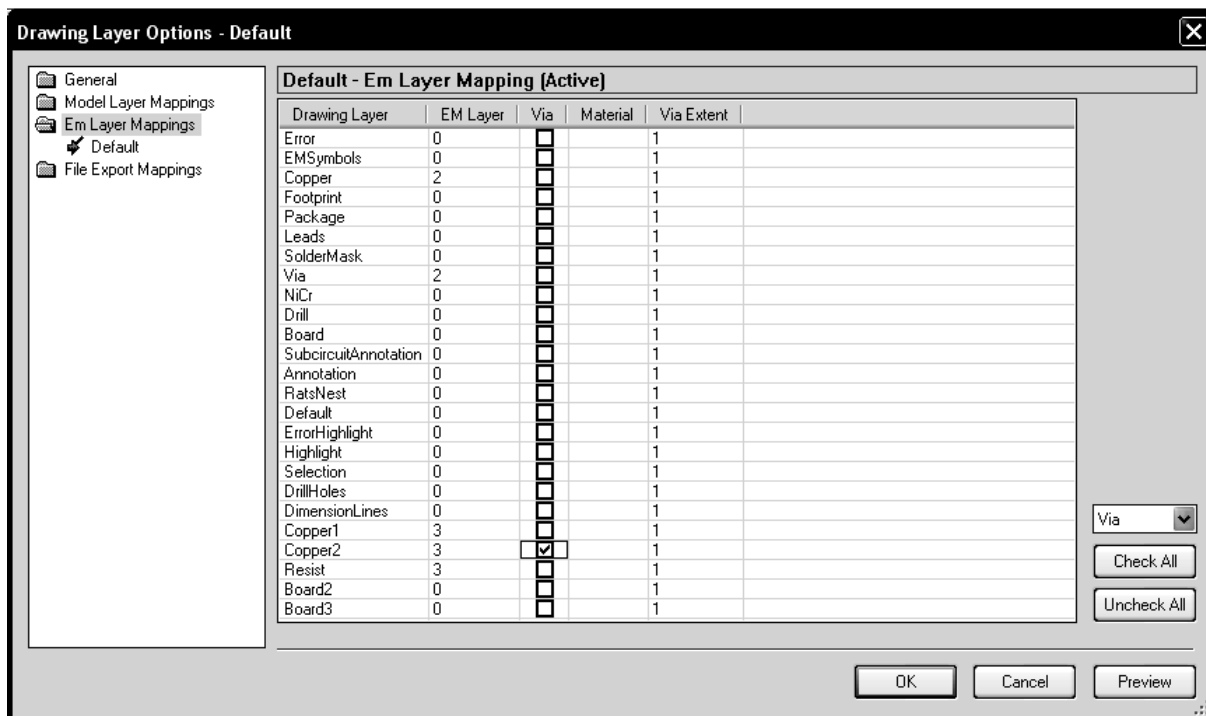 Drawing Layer Options - Default
General
Model Layer Mappings
Em Layer Mappings
Default
File Export Mappings
Default - Em Layer Mapping (Active)
Drawing Layer EM Layer Via Material Via Extent
Error 0 1
EMSymbols 0 1
Copper 2 1
Footprint 0 1
Package 0 1
Leads 0 1
SolderMask 0 1
Via 2 1
NiCr 0 1
Drill 0 1
Board 0 1
SubcircuitAnnotation 0 1
Annotation 0 1
RatsNest 0 1
Default 0 1
ErrorHighlight 0 1
Highlight 0 1
Selection 0 1
DrillHoles 0 1
DimensionLines 0 1
Copper1 3 1
Copper2 3 1
Resist 3 1
Board2 0 1
Board3 0 1
Via
Check All
Uncheck All
OK Cancel Preview